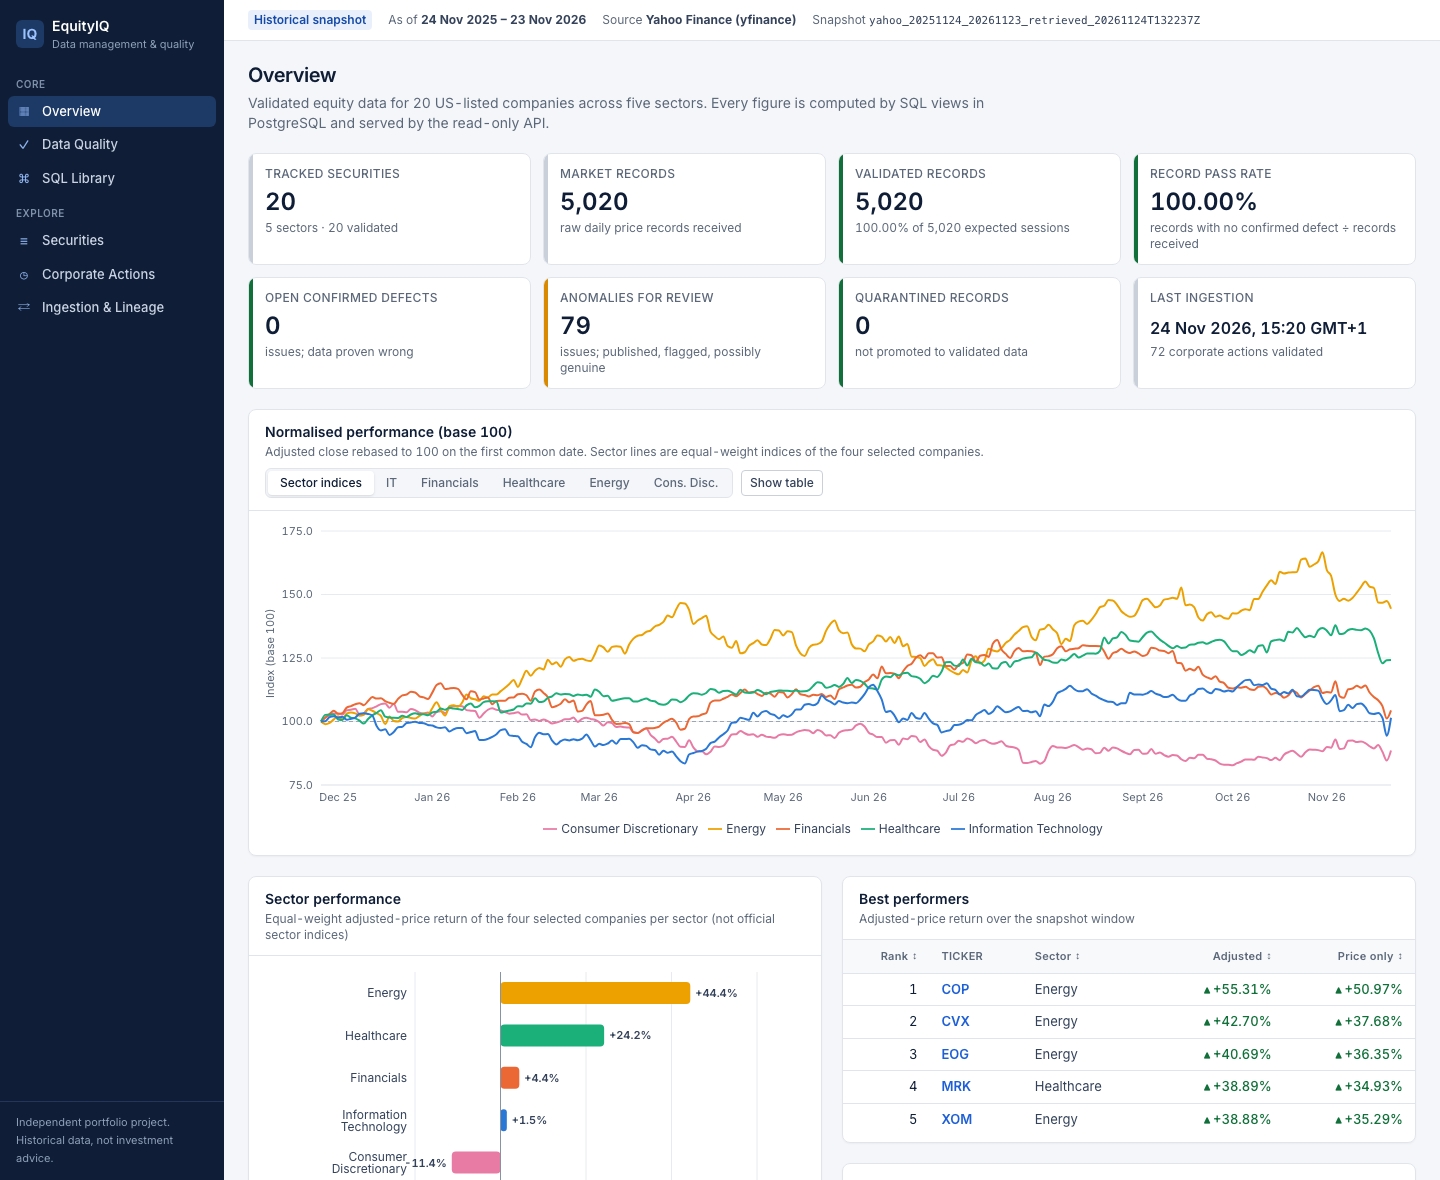 IQ
EquityIQ
Data management & quality
CORE
Overview
Data Quality
SQL Library
EXPLORE
Securities
Corporate Actions
Ingestion & Lineage
Independent portfolio project.
Historical data, not investment
advice.
Historical snapshot As of 24 Nov 2025 – 23 Nov 2026 Source Yahoo Finance (yfinance) Snapshot yahoo_20251124_20261123_retrieved_20261124T132237Z
Overview
Validated equity data for 20 US-listed companies across five sectors. Every figure is computed by SQL views in
PostgreSQL and served by the read-only API.
TRACKED SECURITIES
20
5 sectors · 20 validated
MARKET RECORDS
5,020
raw daily price records received
VALIDATED RECORDS
5,020
100.00% of 5,020 expected sessions
RECORD PASS RATE
100.00%
records with no confirmed defect ÷ records
received
OPEN CONFIRMED DEFECTS
0
issues; data proven wrong
ANOMALIES FOR REVIEW
79
issues; published, flagged, possibly
genuine
QUARANTINED RECORDS
0
not promoted to validated data
LAST INGESTION
24 Nov 2026, 15:20 GMT+1
72 corporate actions validated
Normalised performance (base 100)
Adjusted close rebased to 100 on the first common date. Sector lines are equal-weight indices of the four selected companies.
Sector indices IT Financials Healthcare Energy Cons. Disc. Show table
Index (base 100)
175.0
150.0
125.0
100.0
75.0
Dec 25 Jan 26 Feb 26 Mar 26 Apr 26 May 26 Jun 26 Jul 26 Aug 26 Sept 26 Oct 26 Nov 26
Consumer Discretionary Energy Financials Healthcare Information Technology
Sector performance
Equal-weight adjusted-price return of the four selected companies per sector (not official
sector indices)
Energy +44.4%
Healthcare +24.2%
Financials +4.4%
Information
Technology +1.5%
Consumer
Discretionary -11.4%
Best performers
Adjusted-price return over the snapshot window
Rank ↕ TICKER Sector ↕ Adjusted ↕ Price only ↕
1 COP Energy ▲+55.31% ▲+50.97%
2 CVX Energy ▲+42.70% ▲+37.68%
3 EOG Energy ▲+40.69% ▲+36.35%
4 MRK Healthcare ▲+38.89% ▲+34.93%
5 XOM Energy ▲+38.88% ▲+35.29%